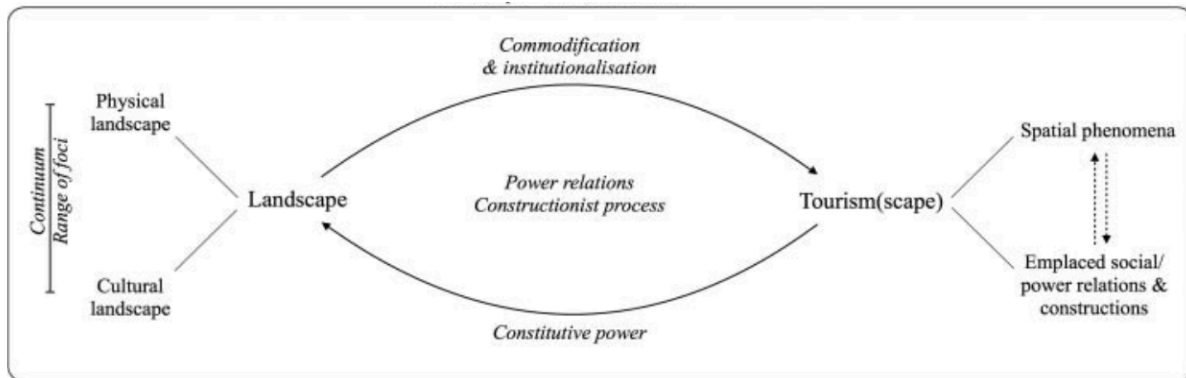 Commodification
& institutionalisation
Continuum
Range of foci
Physical
landscape
Cultural
landscape
Landscape
Power relations
Constructionist process
Tourism(scape)
Spatial phenomena
Emplaced social/
power relations &
constructions
Constitutive power